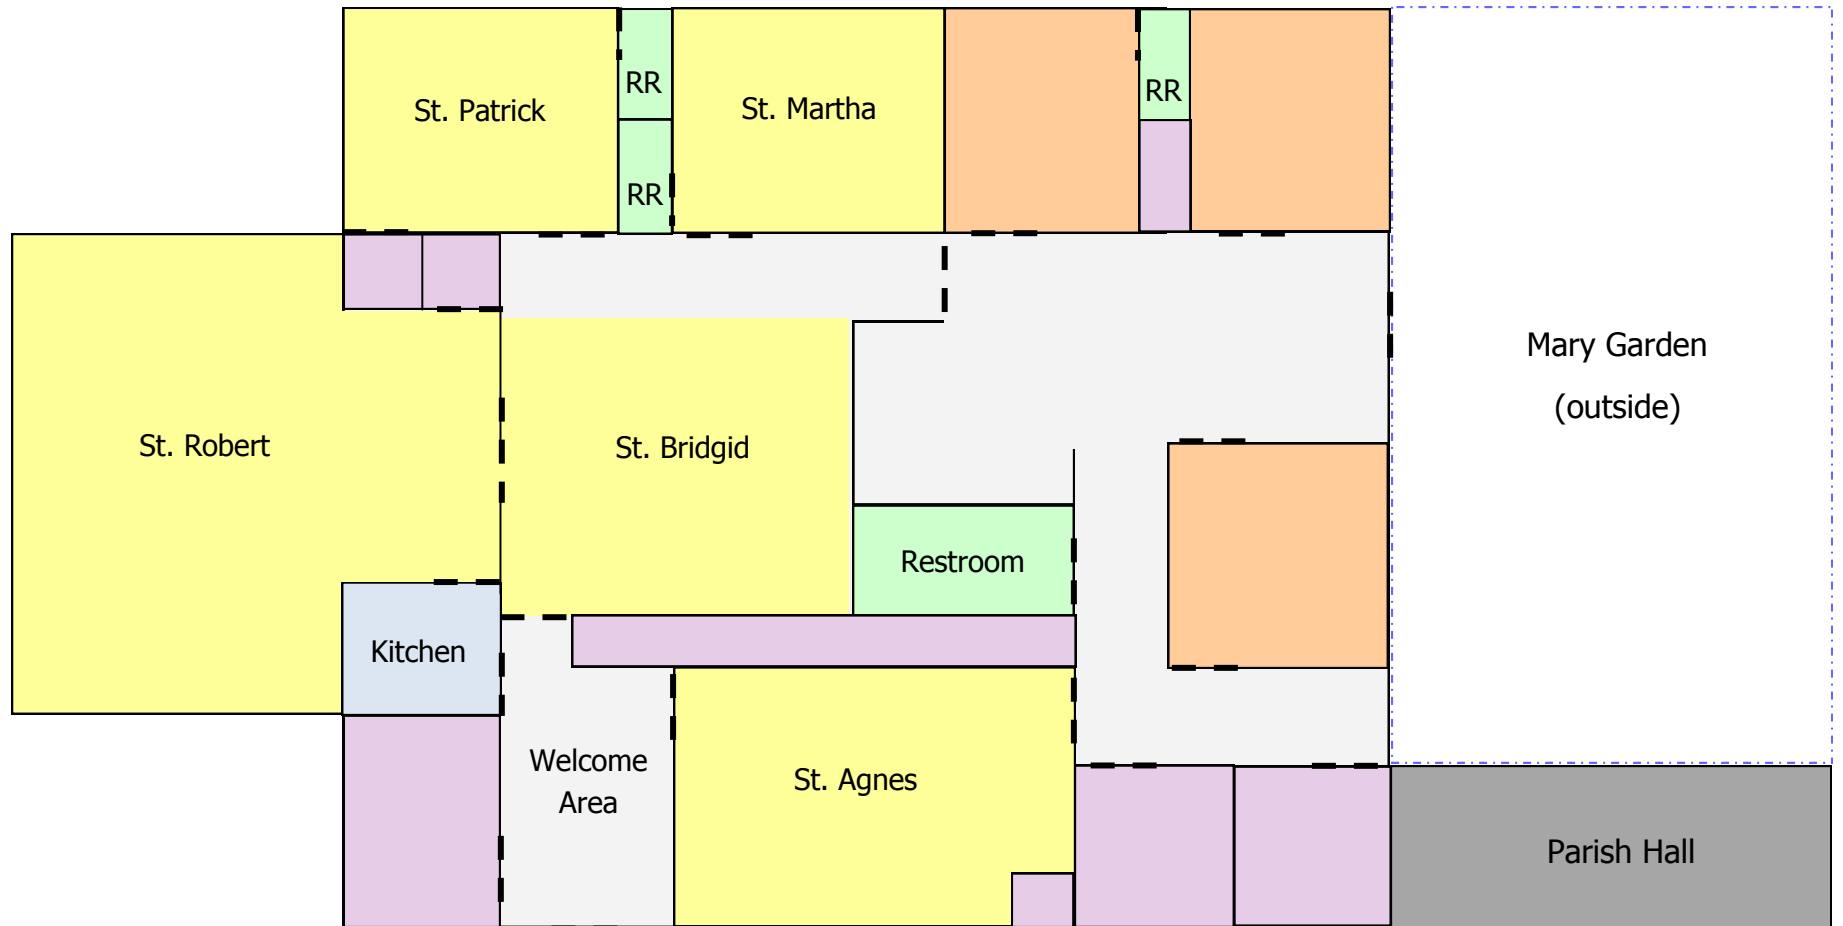 RR
St. Patrick
St. Martha
RR
RR
Mary Garden
(outside)
St. Robert
St. Bridgid
Restroom
Kitchen
Welcome
Area
St. Agnes
Parish Hall